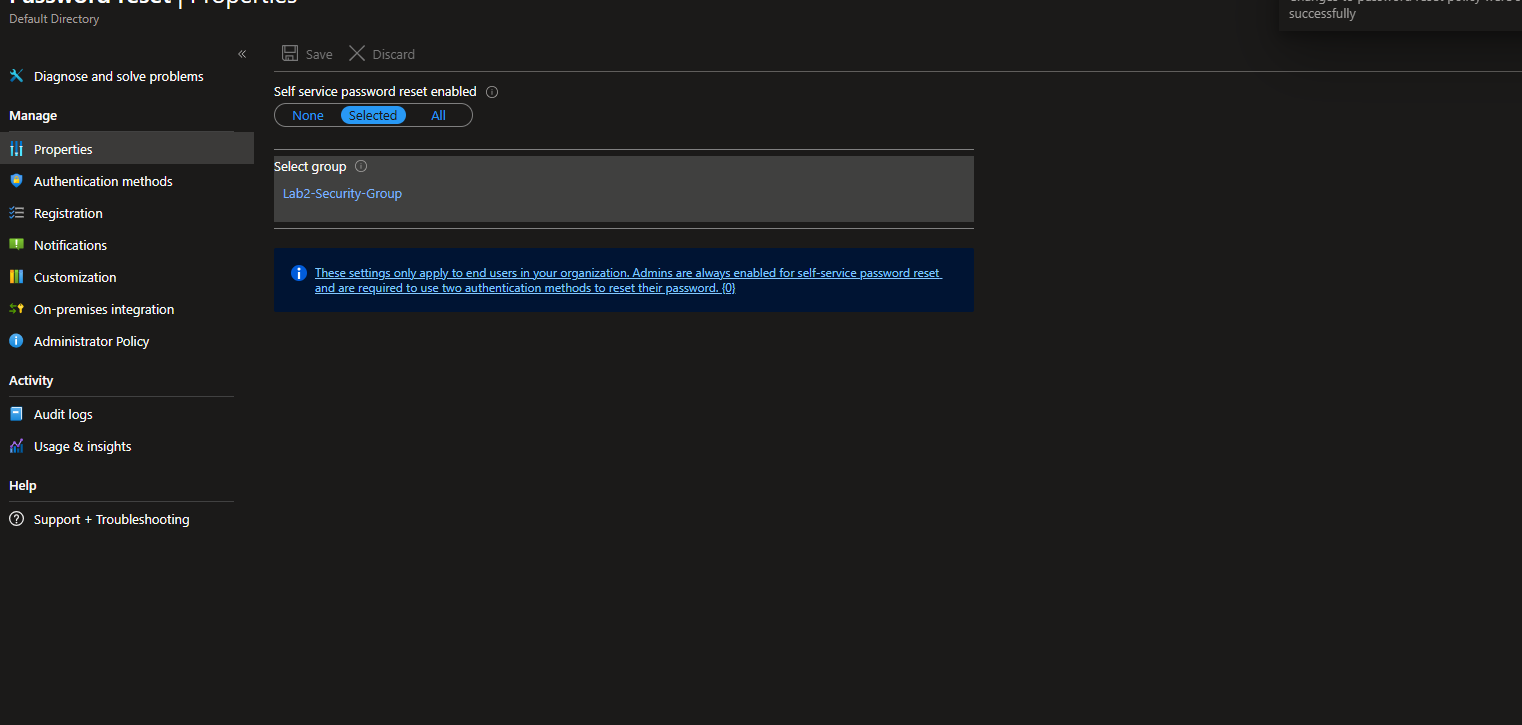 Password reset | Properties
Default Directory
successfully
«
Save
Discard
Diagnose and solve problems
Self service password reset enabled
None
Selected
All
Manage
Properties
Authentication methods
Registration
Notifications
Customization
On-premises integration
Administrator Policy
Activity
Audit logs
Usage & insights
Help
Support + Troubleshooting
Select group
Lab2-Security-Group
These settings only apply to end users in your organization. Admins are always enabled for self-service password reset
and are required to use two authentication methods to reset their password. {0}